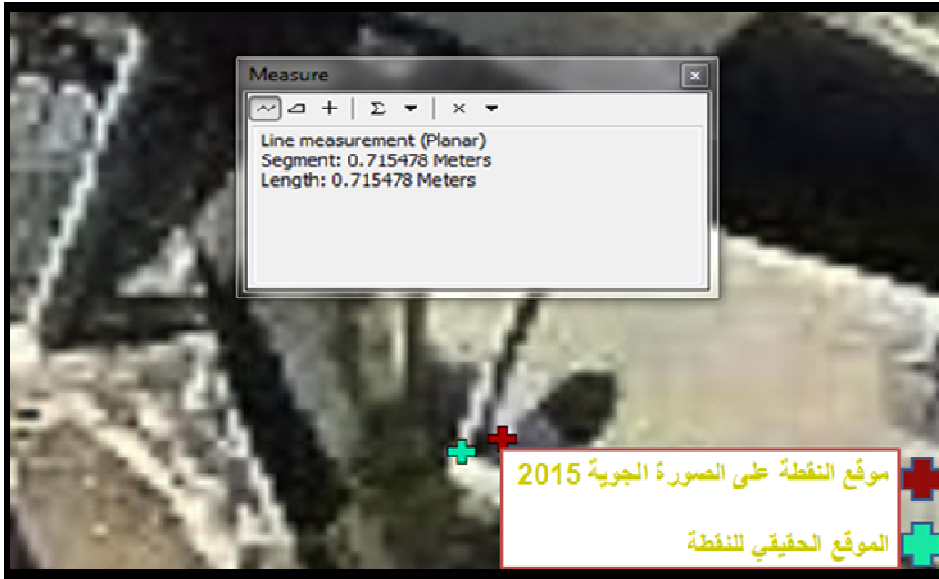 Measure
Line measurement (Planar)
Segment: 0.715478 Meters
Length: 0.715478 Meters
موقع النقطة على الصورة الجوية 2015
الموقع الحقيقي للنقطة